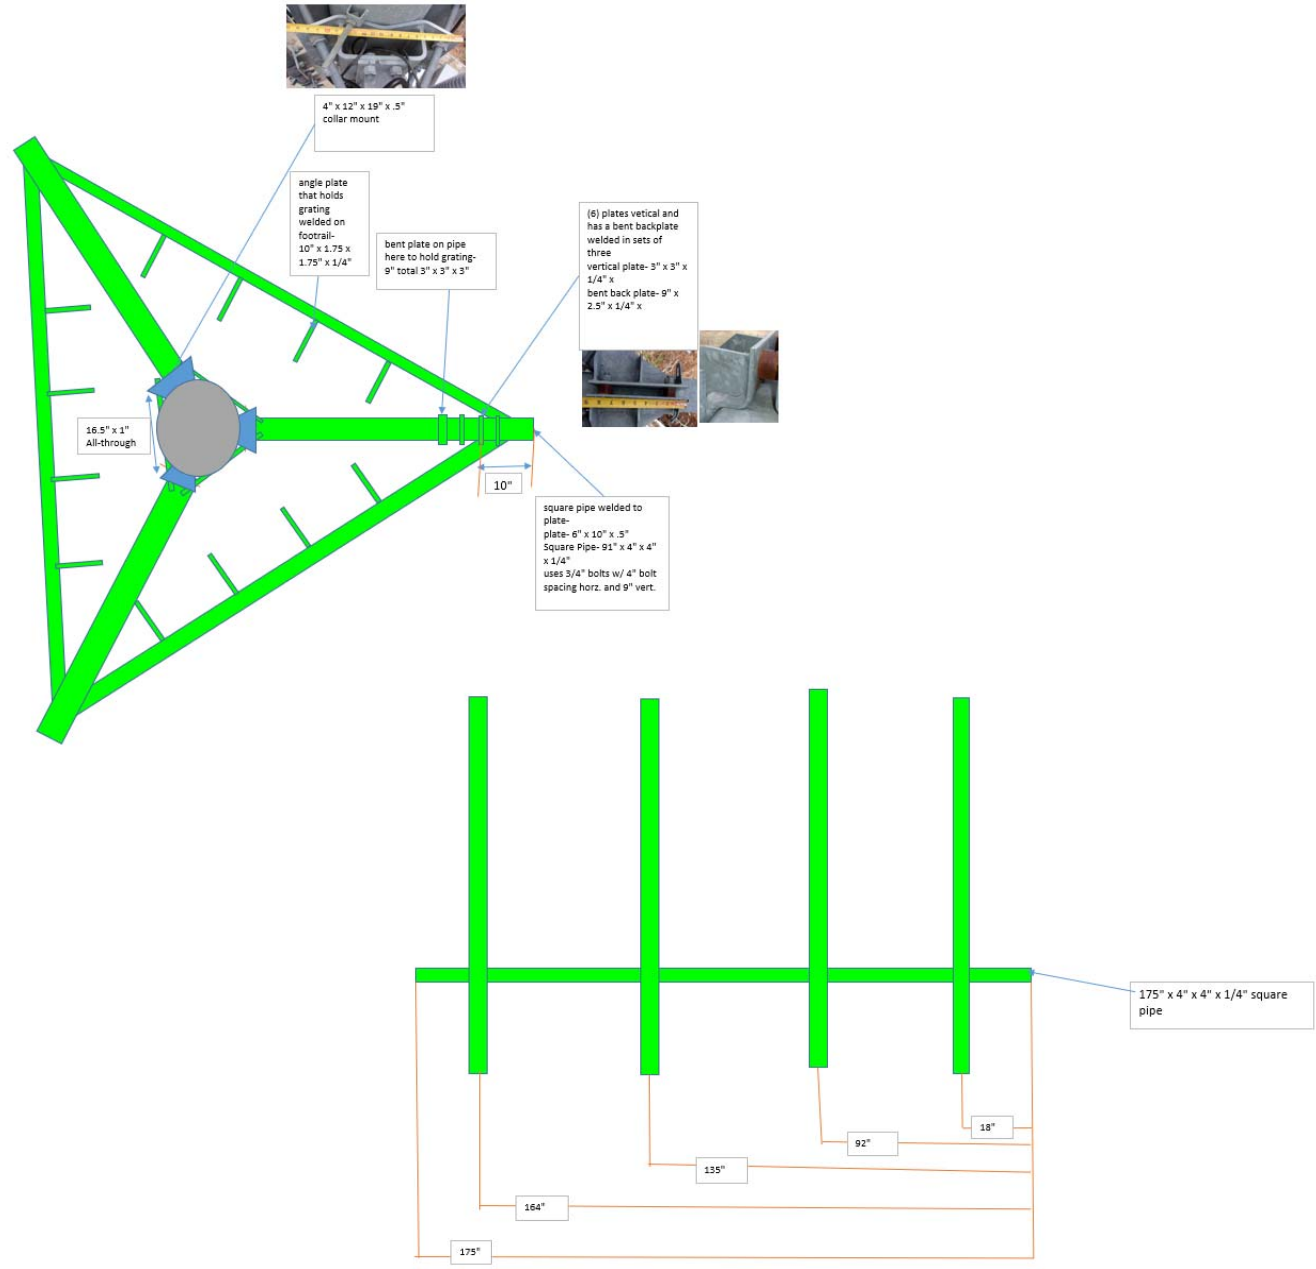 4" x 12" x 19" x .5"
collar mount
angle plate
that holds
grating
welded on
footrail-
10" x 1.75 x
1.75" x 1/4"
bent plate on pipe
here to hold grating-
9" total 3" x 3" x 3"
(6) plates vetical and
has a bent backplate
welded in sets of
three
vertical plate- 3" x 3" x
1/4" x
bent back plate- 9" x
2.5" x 1/4" x
16.5" x 1"
All-through
10"
square pipe welded to
plate-
plate- 6" x 10" x .5"
Square Pipe- 91" x 4" x 4"
x 1/4"
uses 3/4" bolts w/ 4" bolt
spacing horz. and 9" vert.
175" x 4" x 4" x 1/4" square
pipe
18"
92"
135"
164"
175"